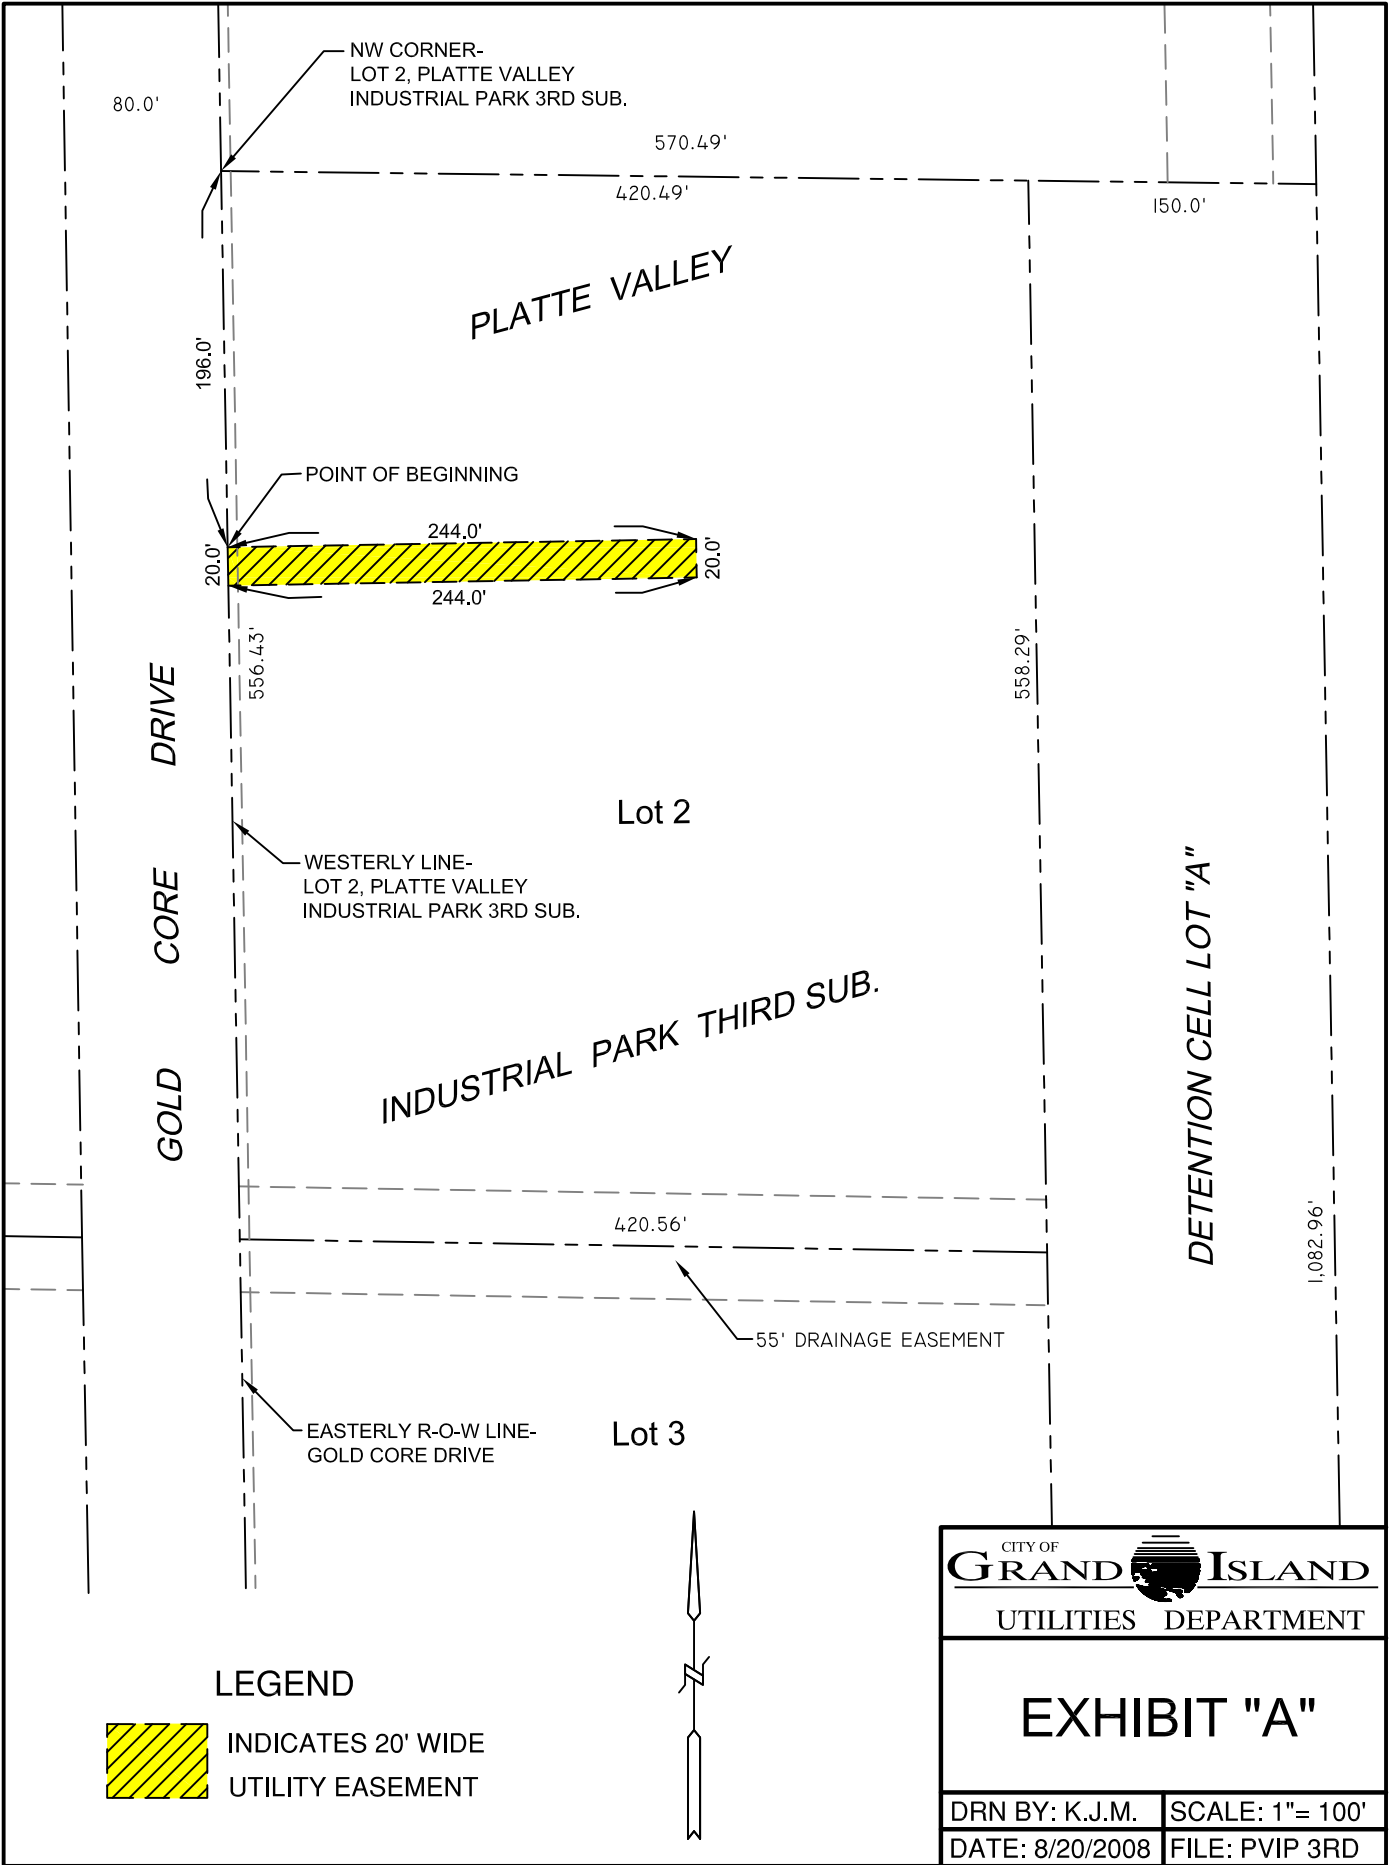 NW CORNER-
LOT 2, PLATTE VALLEY
INDUSTRIAL PARK 3RD SUB.
80.0'
570.49'
420.49'
150.0'
PLATTE VALLEY
196.0'
POINT OF BEGINNING
244.0'
20.0'
20.0'
244.0'
556.43'
558.29'
GOLD CORE DRIVE
Lot 2
WESTERLY LINE-
LOT 2, PLATTE VALLEY
INDUSTRIAL PARK 3RD SUB.
DETENTION CELL LOT "A"
INDUSTRIAL PARK THIRD SUB.
420.56'
1,082.96'
55' DRAINAGE EASEMENT
EASTERLY R-O-W LINE-
GOLD CORE DRIVE
Lot 3
LEGEND
INDICATES 20' WIDE
UTILITY EASEMENT
CITY OF
GRAND ISLAND
UTILITIES DEPARTMENT
EXHIBIT "A"
DRN BY: K.J.M.
SCALE: 1"= 100'
DATE: 8/20/2008
FILE: PVIP 3RD